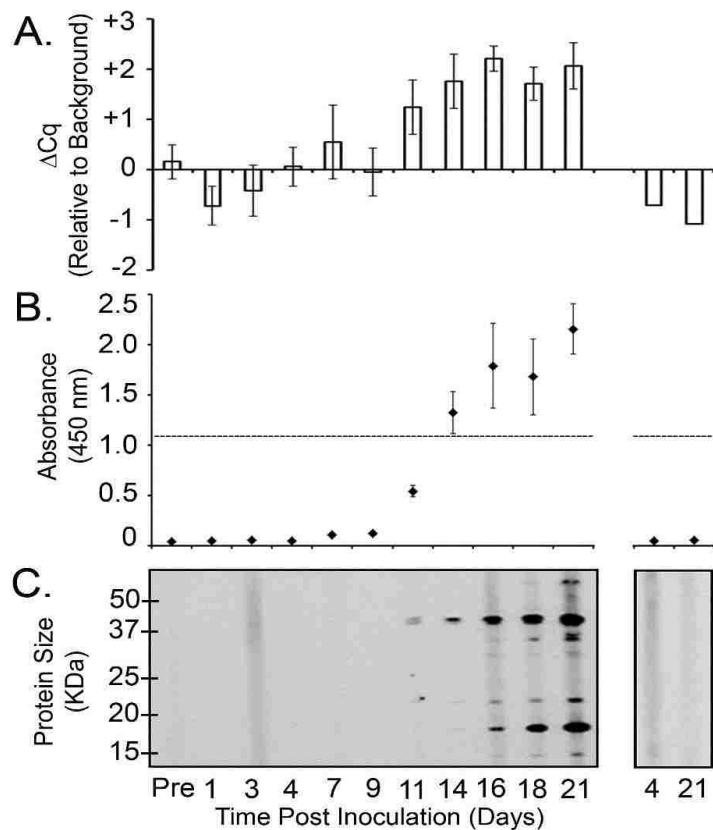 A.
ΔCq
(Relative to Background)
+3
+2
+1
0
-1
-2
B.
Absorbance
(450 nm)
2.5
2.0
1.5
1.0
0.5
0
C.
Protein Size
(KDa)
50
37
25
20
15
Pre 1 3 4 7 9 11 14 16 18 21 4 21
Time Post Inoculation (Days)